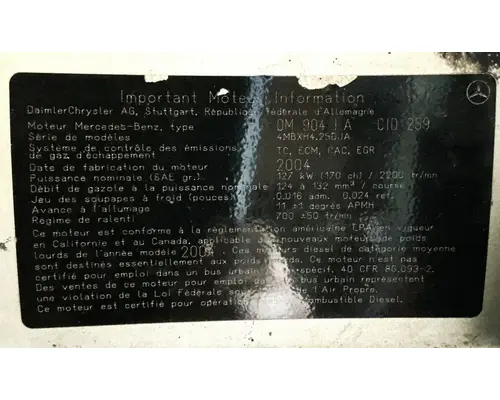 Important Moteur Information
DaimlerChrysler AG, Stuttgart, République Fédérale d'Allemagne
Moteur Mercedes-Benz, type OM 904 LA CID 259
Série de modèles 4MBXH4.25DJA
Système de contrôle des émissions de gaz d'échappement TC, ECM, PAC, EGR
Date de fabrication du moteur 2004
Puissance nominale (SAE gr.) 127 kW (170 ch) / 2200 tr/min
Débit de gazole à la puissance nominale 124 à 132 mm³ / course
Jeu des soupapes à froid (pouces) 0.016 adm. 0.024 ref.
Avance à l'allumage 11 ±1 degrés APMH
Régime de ralenti 700 ±50 tr/min
Ce moteur est conforme à la réglementation américaine EPA en vigueur
en Californie et au Canada, applicable aux nouveaux moteurs de poids
lourds de l'année modèle 2004. Ce moteur diesel de catégorie moyenne
sont destinés essentiellement aux poids lourds. Ce moteur n'est pas
certifié pour emploi dans un bus urbain specif. 40 CFR 86.093-2.
Des ventes de ce moteur pour emploi dans bus urbain représentent
une violation de la Loi Fédérale sur de l'Air Propre.
Ce moteur est certifié pour opération combustible Diesel.